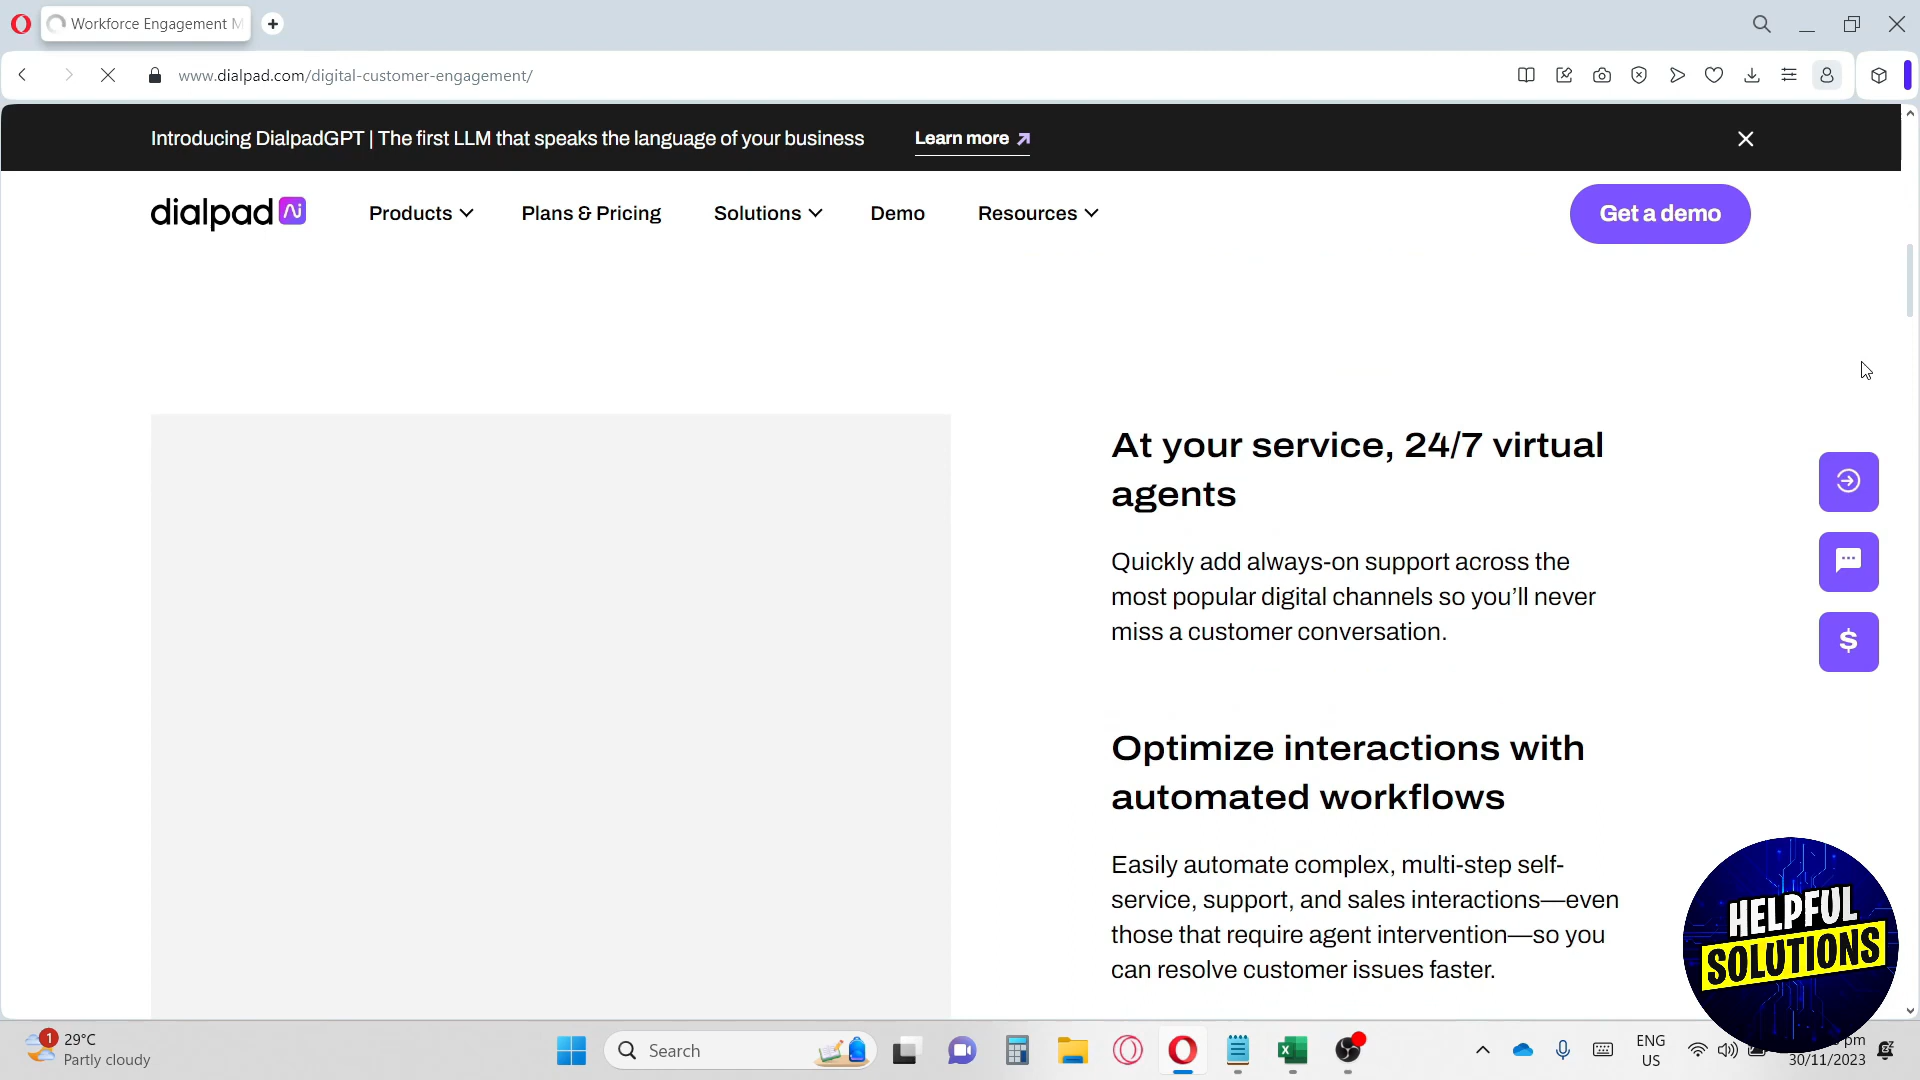 Workforce Engagement M
www.dialpad.com/digital-customer-engagement/
Introducing DialpadGPT | The first LLM that speaks the language of your business
Learn more
dialpad Ai
Products
Plans & Pricing
Solutions
Demo
Resources
Get a demo
At your service, 24/7 virtual
agents
Quickly add always-on support across the
most popular digital channels so you’ll never
miss a customer conversation.
$
Optimize interactions with
automated workflows
Easily automate complex, multi-step self-
service, support, and sales interactions—even
those that require agent intervention—so you
can resolve customer issues faster.
HELPFUL
SOLUTIONS
1
29°C
Partly cloudy
Search
ENG
US
pm
30/11/2023